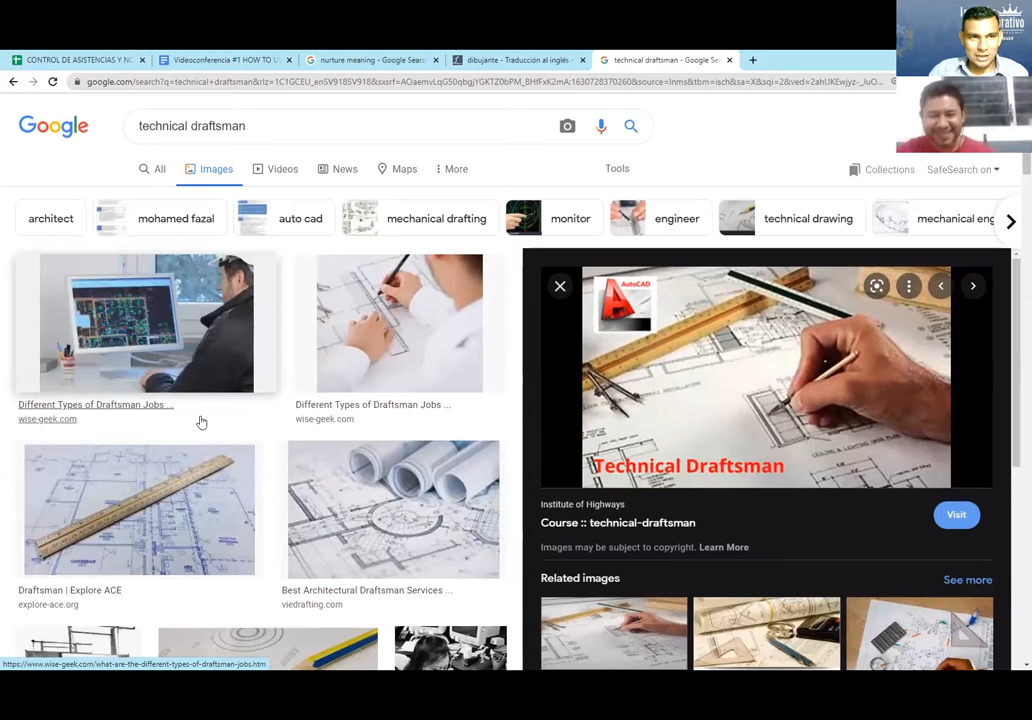 CONTROL DE ASISTENCIAS Y NO
Videoconferencia #1 HOW TO U
nurture meaning - Google Searc
dibujante - Traducción al inglés -
technical draftsman - Google Sea
Google
technical draftsman
All
Images
Videos
News
Maps
More
Tools
Collections
SafeSearch on
architect
mohamed fazal
auto cad
mechanical drafting
monitor
engineer
technical drawing
mechanical eng
AutoCAD
Technical Draftsman
Different Types of Draftsman Jobs ...
wise-geek.com
Different Types of Draftsman Jobs ...
wise-geek.com
Institute of Highways
Course :: technical-draftsman
Visit
Images may be subject to copyright. Learn More
Related images
See more
Draftsman | Explore ACE
explore-ace.org
Best Architectural Draftsman Services ...
viedrafting.com
https://www.wise-geek.com/what-are-the-different-types-of-draftsman-jobs.htm